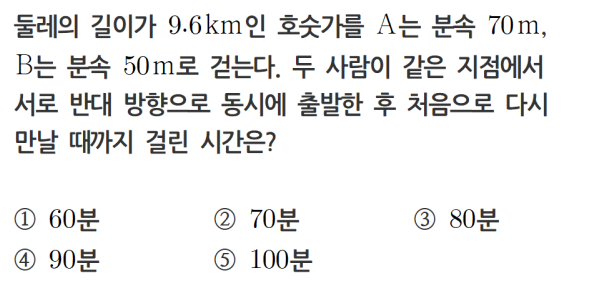 둘레의 길이가 9.6km인 호숫가를 A는 분속 70m,
B는 분속 50m로 걷는다. 두 사람이 같은 지점에서
서로 반대 방향으로 동시에 출발한 후 처음으로 다시
만날 때까지 걸린 시간은?
① 60분 ② 70분 ③ 80분
④ 90분 ⑤ 100분